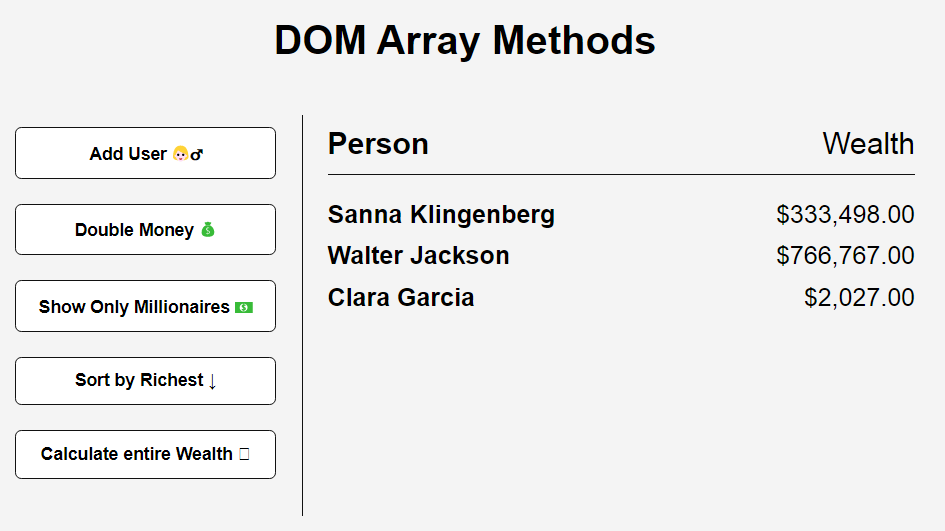 DOM Array Methods
Add User 👱‍♂
Double Money 💰
Show Only Millionaires 💵
Sort by Richest ↓
Calculate entire Wealth
Person Wealth
Sanna Klingenberg $333,498.00
Walter Jackson $766,767.00
Clara Garcia $2,027.00